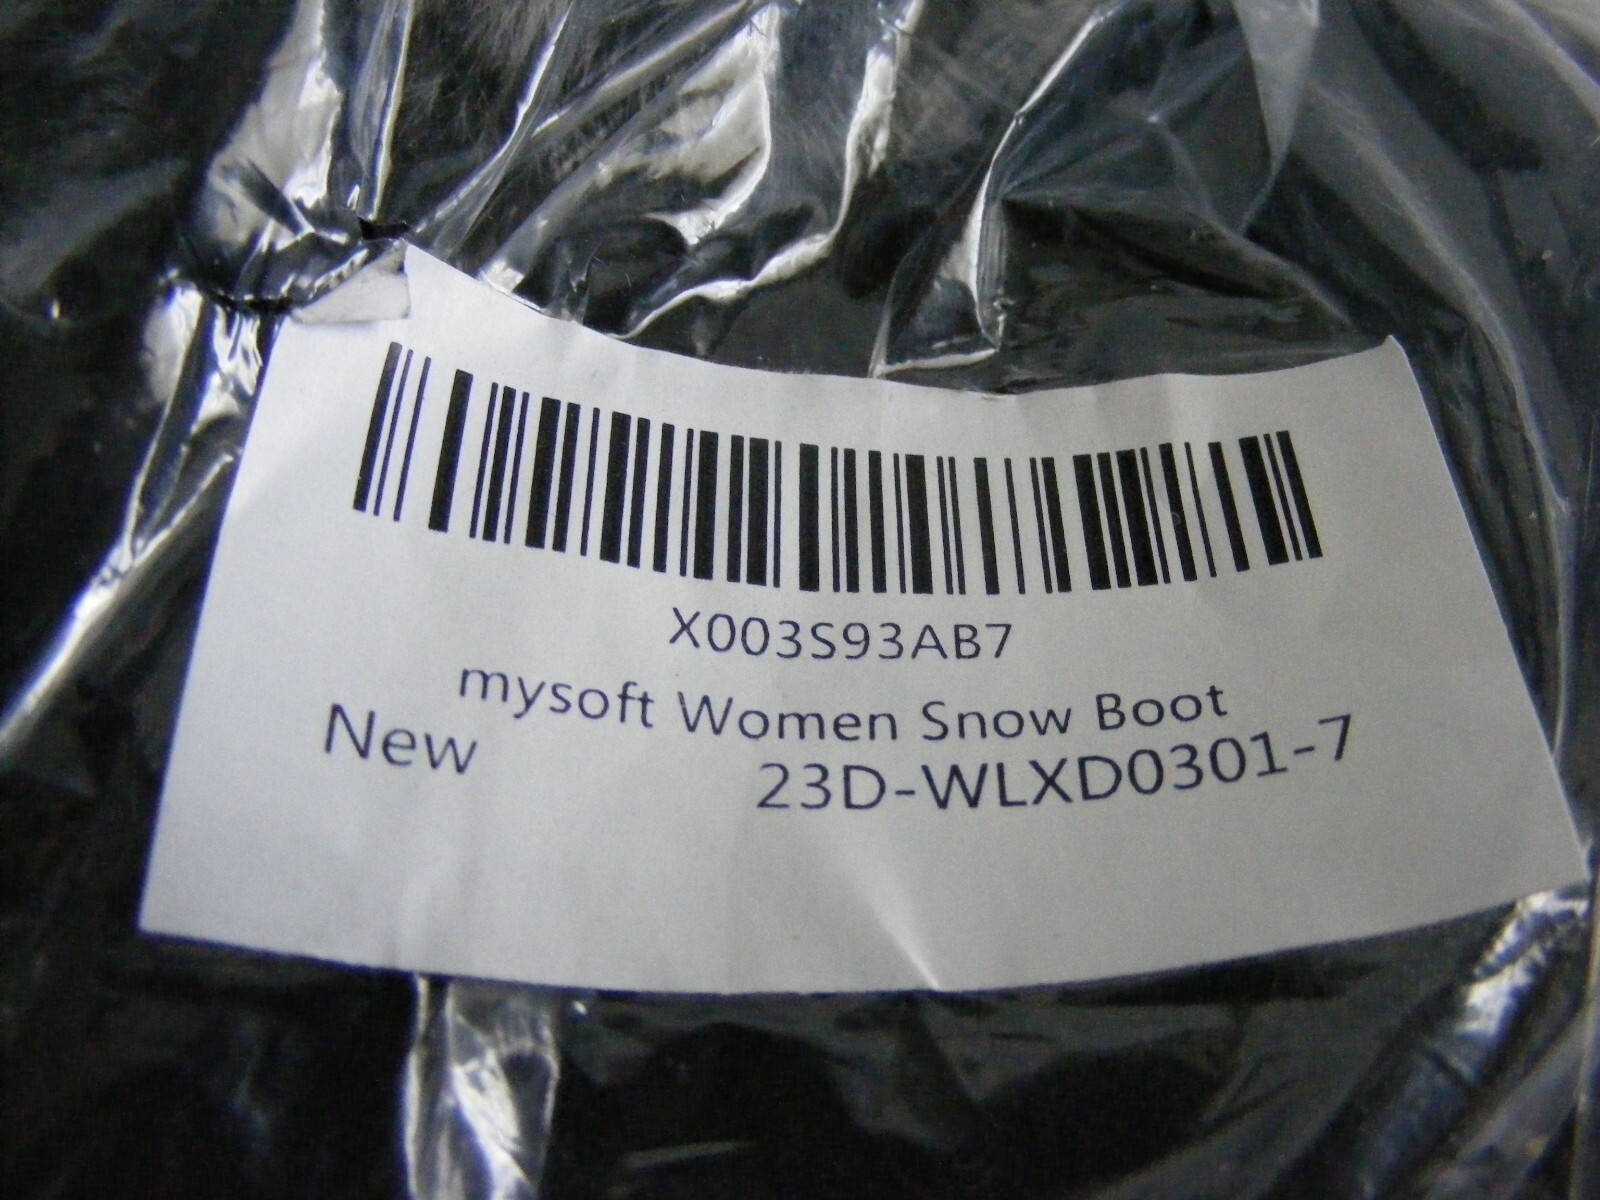 X003S93AB7
mysoft Women Snow Boot
New 23D-WLXD0301-7